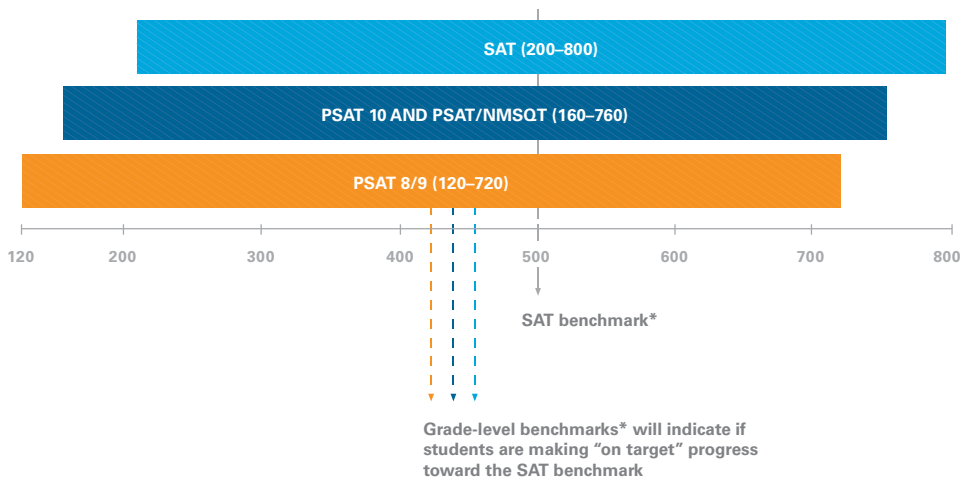 SAT (200–800)
PSAT 10 AND PSAT/NMSQT (160–760)
PSAT 8/9 (120–720)
120 200 300 400 500 600 700 800
SAT benchmark*
Grade-level benchmarks* will indicate if
students are making “on target” progress
toward the SAT benchmark